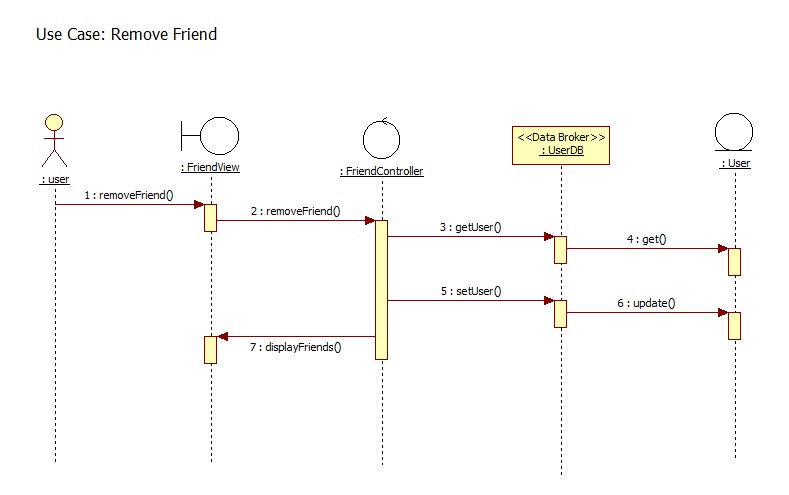 Use Case: Remove Friend
<<Data Broker>>
: UserDB
: user
: FriendView
: FriendController
: User
1 : removeFriend()
2 : removeFriend()
3 : getUser()
4 : get()
5 : setUser()
6 : update()
7 : displayFriends()